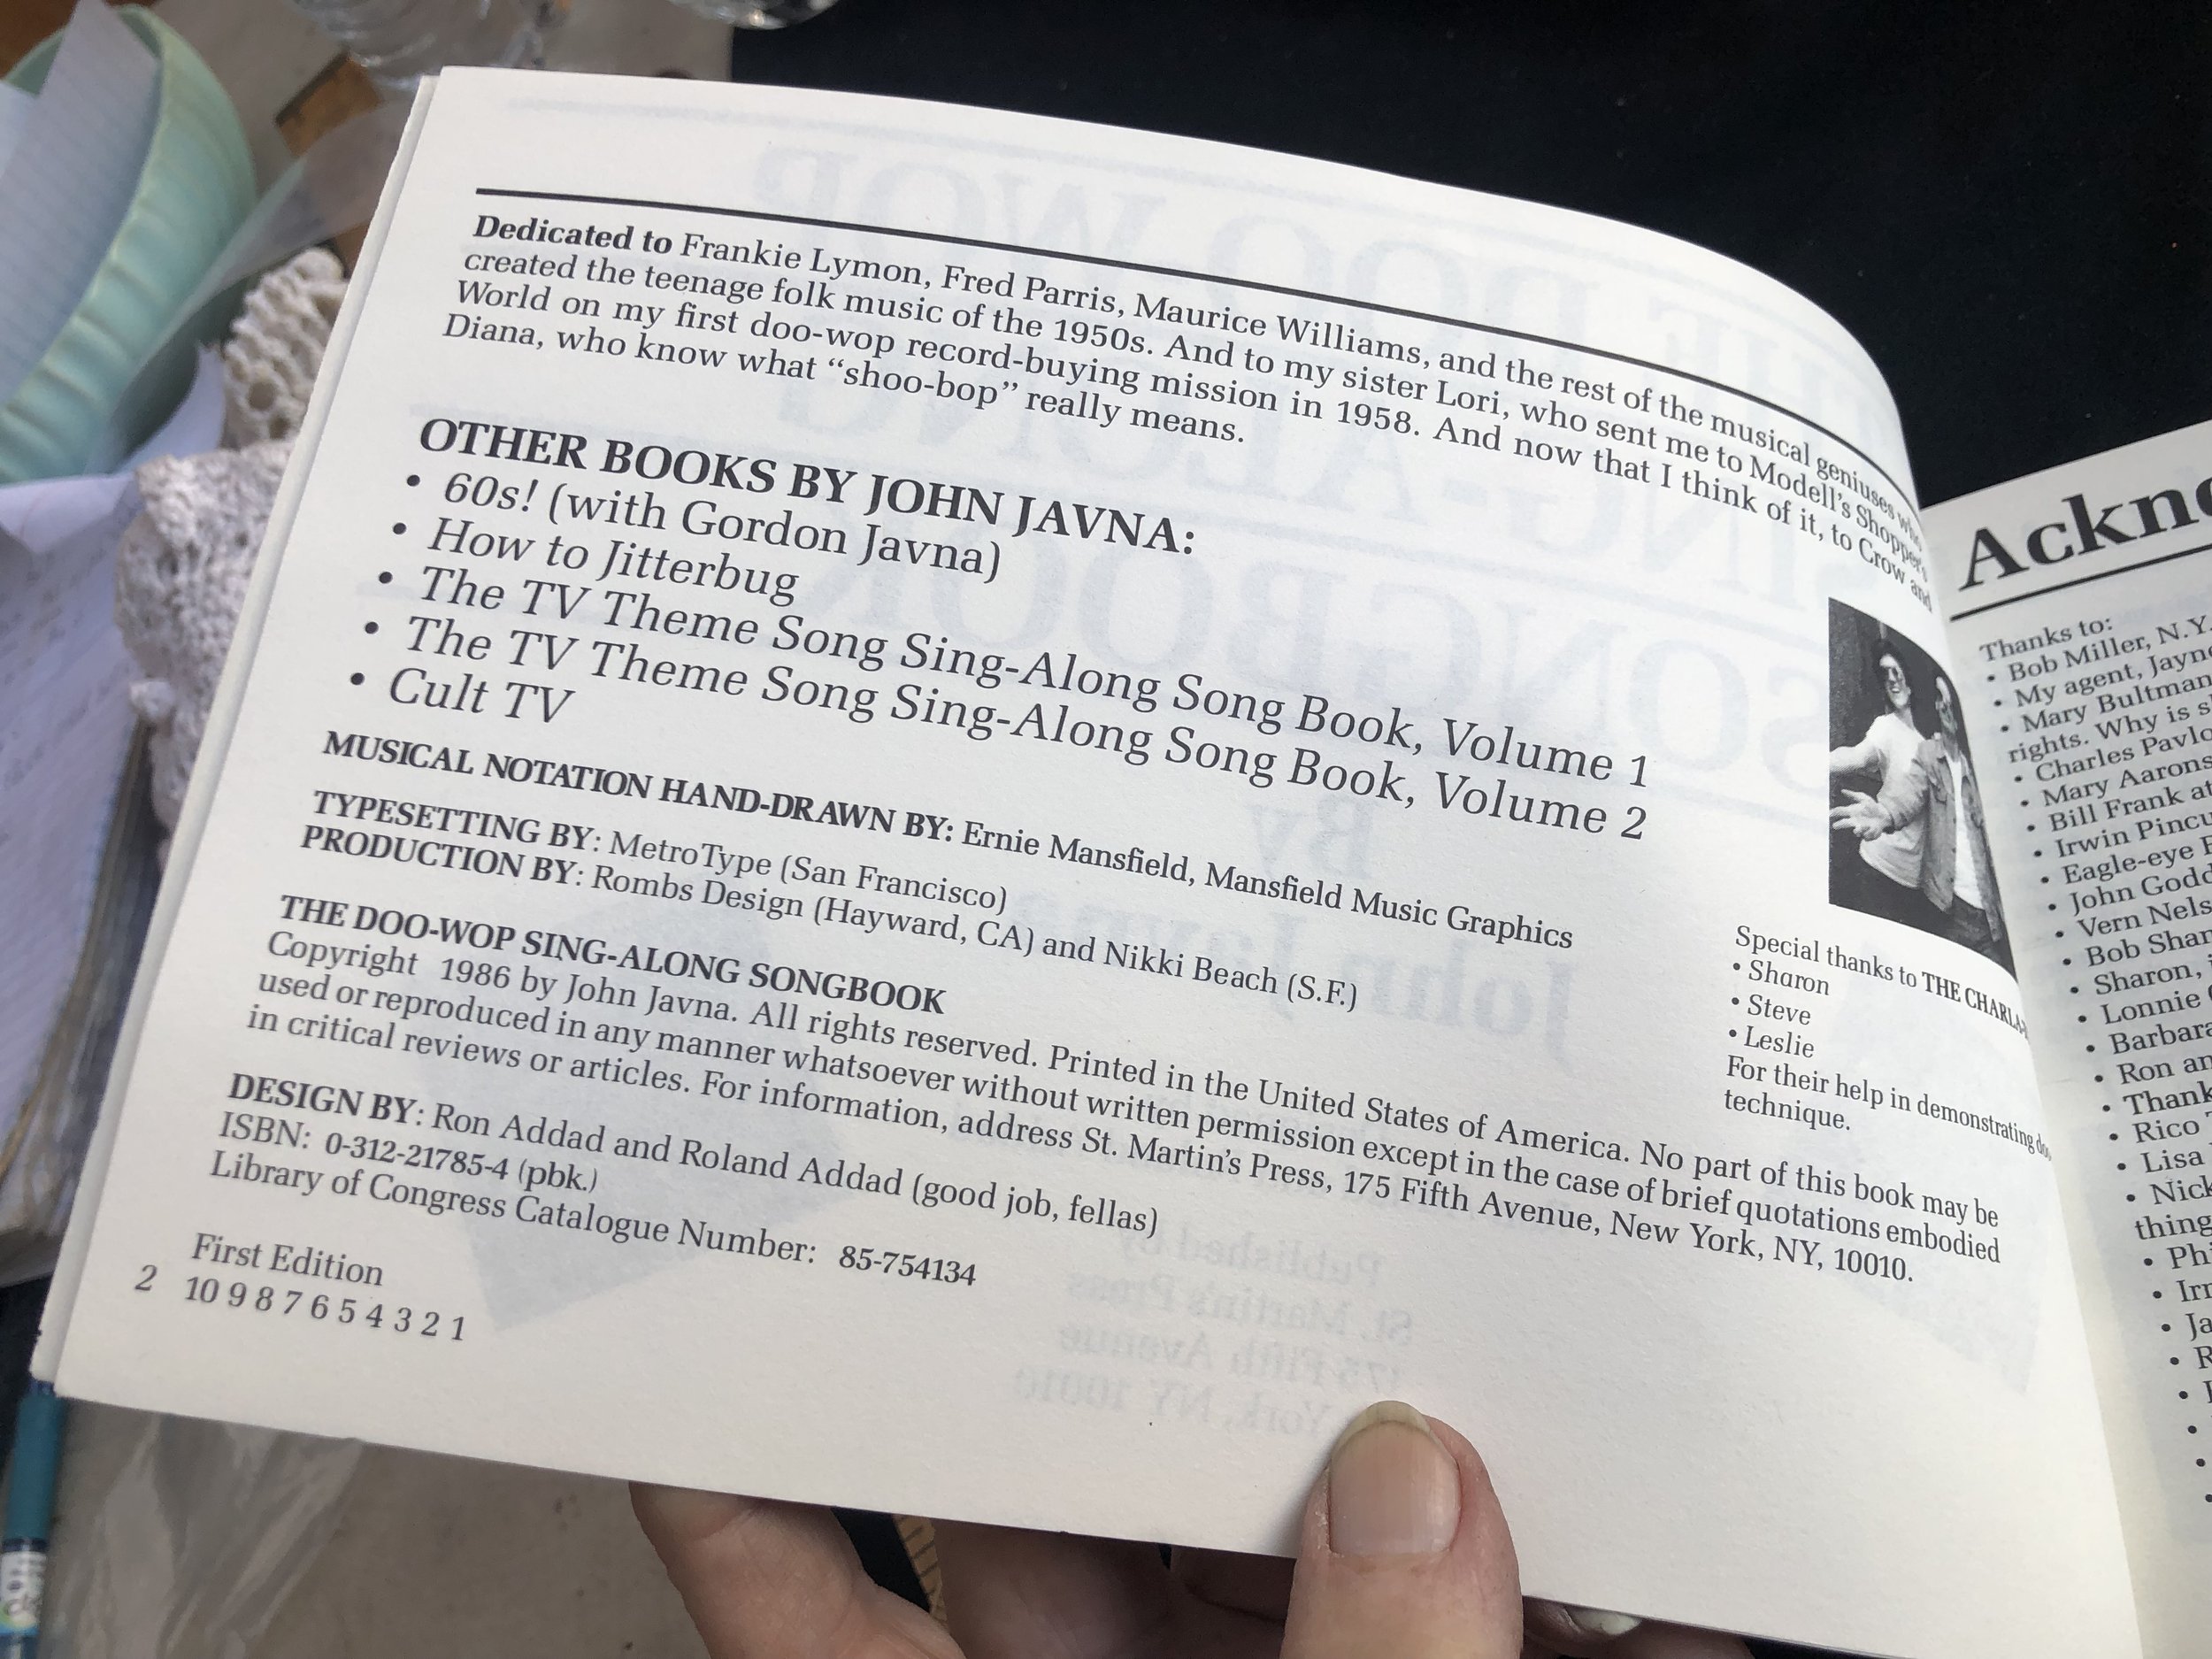 Dedicated to Frankie Lymon, Fred Parris, Maurice Williams, and the rest of the musical geniuses who
created the teenage folk music of the 1950s. And to my sister Lori, who sent me to Modell's Shopper's
World on my first doo-wop record-buying mission in 1958. And now that I think of it, to Crow and
Diana, who know what “shoo-bop” really means.
OTHER BOOKS BY JOHN JAVNA:
• 60s! (with Gordon Javna)
• How to Jitterbug
• The TV Theme Song Sing-Along Song Book, Volume 1
• The TV Theme Song Sing-Along Song Book, Volume 2
• Cult TV
MUSICAL NOTATION HAND-DRAWN BY: Ernie Mansfield, Mansfield Music Graphics
TYPESETTING BY: MetroType (San Francisco)
PRODUCTION BY: Rombs Design (Hayward, CA) and Nikki Beach (S.F.)
THE DOO-WOP SING-ALONG SONGBOOK
Copyright 1986 by John Javna. All rights reserved. Printed in the United States of America. No part of this book may be
used or reproduced in any manner whatsoever without written permission except in the case of brief quotations embodied
in critical reviews or articles. For information, address St. Martin's Press, 175 Fifth Avenue, New York, NY, 10010.
DESIGN BY: Ron Addad and Roland Addad (good job, fellas)
ISBN: 0-312-21785-4 (pbk.)
Library of Congress Catalogue Number: 85-754134
First Edition
2 10 9 8 7 6 5 4 3 2 1
Special thanks to THE
• Sharon
• Steve
• Leslie
For their help in demonstrating
technique.
Thanks to:
• Bob Miller, N.Y.
• My agent,
• Mary Bultman
rights. Why is
• Charles
• Mary
• Bill Frank at
• Irwin
• Eagle-eye
• John
• Vern
• Bob
• Sharon,
• Lonnie
• Barbara
• Ron
•
• Rico
• Lisa